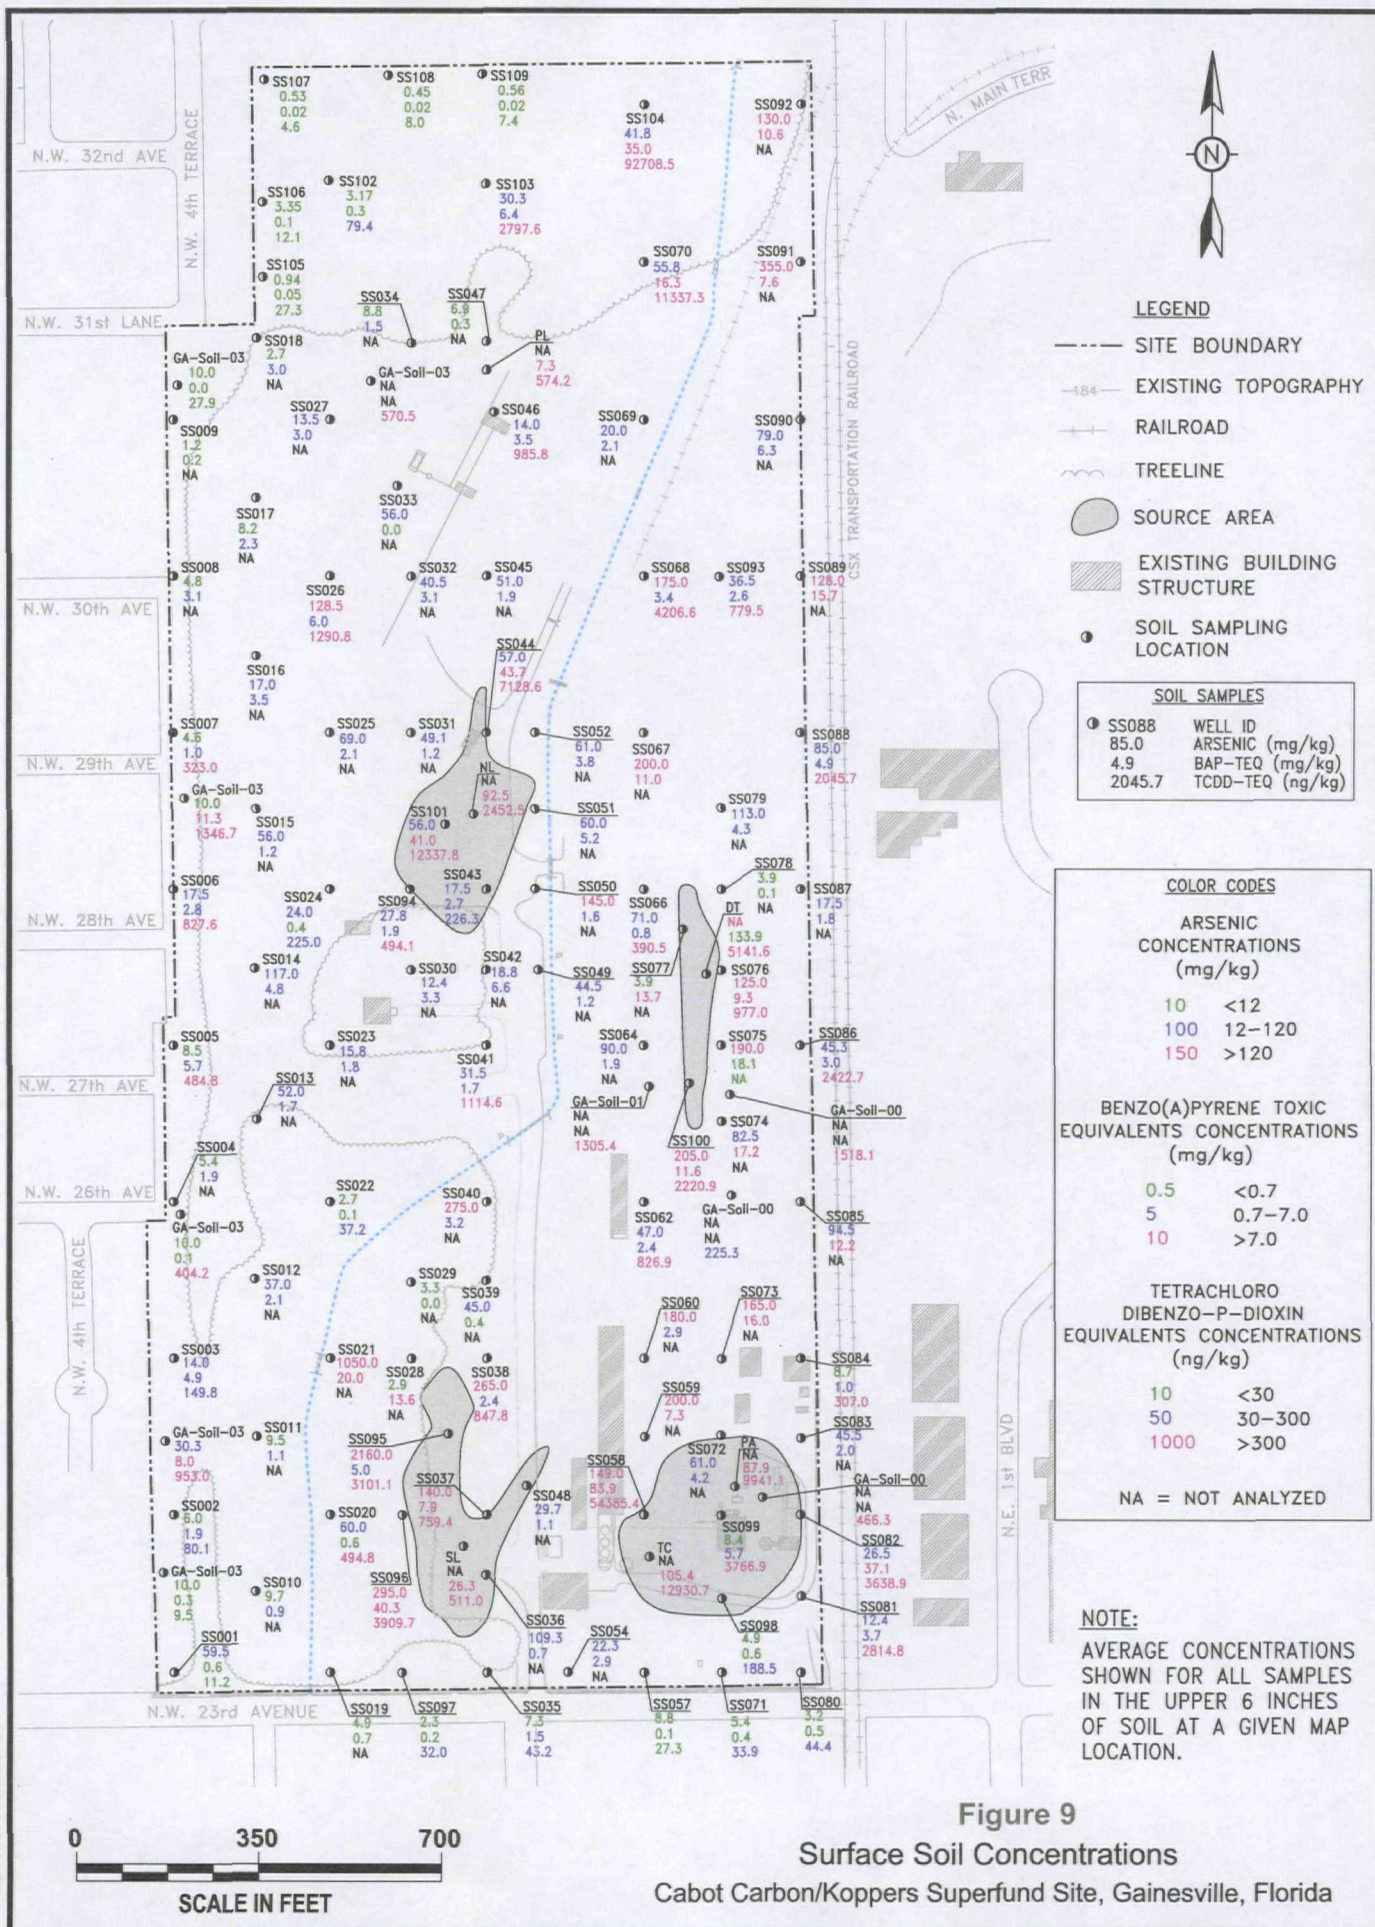 SS107
0.53
0.02
4.6
SS108
0.45
0.02
8.0
SS109
0.56
0.02
7.4
SS104
41.8
35.0
92708.5
SS092
130.0
10.6
NA
N. MAIN TERR
N.W. 32nd AVE
N.W. 4th TERRACE
SS106
3.35
0.1
12.1
SS102
3.17
0.3
79.4
SS103
30.3
6.4
2797.6
SS105
0.94
0.05
27.3
SS070
55.8
16.3
11337.3
SS091
355.0
7.6
NA
N.W. 31st LANE
SS034
8.8
1.5
NA
SS047
6.9
0.3
NA
SS018
2.7
3.0
NA
GA-Soil-03
10.0
0.0
27.9
GA-Soil-03
NA
NA
570.5
PL
NA
7.3
574.2
SS009
1.2
0.2
NA
SS027
13.5
3.0
NA
SS046
14.0
3.5
985.8
SS069
20.0
2.1
NA
SS090
79.0
6.3
NA
CSX TRANSPORTATION RAILROAD
SS017
8.2
2.3
NA
SS033
56.0
0.0
NA
SS008
4.8
3.1
NA
N.W. 30th AVE
SS026
128.5
6.0
1290.8
SS032
40.5
3.1
NA
SS045
51.0
1.9
NA
SS068
175.0
3.4
4206.6
SS093
36.5
2.6
779.5
SS089
128.0
15.7
NA
SS016
17.0
3.5
NA
SS044
57.0
43.7
7128.6
SS007
4.6
1.0
323.0
N.W. 29th AVE
SS025
69.0
2.1
NA
SS031
49.1
1.2
NA
SS052
61.0
3.8
NA
SS067
200.0
11.0
NA
SS088
85.0
4.9
2045.7
GA-Soil-03
10.0
11.3
1346.7
SS015
56.0
1.2
NA
NL
NA
92.5
2452.5
SS101
56.0
41.0
12337.8
SS051
60.0
5.2
NA
SS079
113.0
4.3
NA
SS006
17.5
2.8
827.6
N.W. 28th AVE
SS024
24.0
0.4
225.0
SS094
27.8
1.9
494.1
SS043
17.5
2.7
226.3
SS050
145.0
1.6
NA
SS066
71.0
0.8
390.5
SS078
3.9
0.1
NA
SS087
17.5
1.8
NA
DT
NA
133.9
5141.6
SS014
117.0
4.8
NA
SS030
12.4
3.3
NA
SS042
18.8
6.6
NA
SS049
44.5
1.2
NA
SS077
3.9
13.7
NA
SS076
125.0
9.3
977.0
SS005
8.5
5.7
484.8
N.W. 27th AVE
SS023
15.8
1.8
NA
SS041
31.5
1.7
1114.6
SS064
90.0
1.9
NA
SS075
190.0
18.1
NA
SS086
45.3
3.0
2422.7
SS013
52.0
1.7
NA
GA-Soil-01
NA
NA
1305.4
GA-Soil-00
NA
NA
1518.1
SS074
82.5
17.2
NA
SS100
205.0
11.6
2220.9
SS004
5.4
1.9
NA
N.W. 26th AVE
GA-Soil-03
10.0
0.1
404.2
SS022
2.7
0.1
37.2
SS040
275.0
3.2
NA
SS062
47.0
2.4
826.9
GA-Soil-00
NA
NA
225.3
SS085
94.5
12.2
NA
N.W. 4th TERRACE
SS012
37.0
2.1
NA
SS029
3.3
0.0
NA
SS039
45.0
0.4
NA
SS060
180.0
2.9
NA
SS073
165.0
16.0
NA
SS003
14.0
4.9
149.8
SS021
1050.0
20.0
NA
SS028
2.9
13.6
NA
SS038
265.0
2.4
847.8
SS059
200.0
7.3
NA
SS084
8.7
1.0
307.0
GA-Soil-03
30.3
8.0
953.0
SS011
9.5
1.1
NA
SS095
2160.0
5.0
3101.1
SS058
149.0
83.9
54385.4
SS072
61.0
4.2
NA
PA
NA
87.9
9941.1
SS083
45.5
2.0
NA
GA-Soil-00
NA
NA
466.3
N.E. 1st BLVD
SS002
6.0
1.9
80.1
SS020
60.0
0.6
494.8
SS037
140.0
7.9
759.4
SS048
29.7
1.1
NA
SS099
8.4
5.7
3766.9
SS082
26.5
37.1
3638.9
GA-Soil-03
10.0
0.3
9.5
SS010
9.7
0.9
NA
SS096
295.0
40.3
3909.7
SL
NA
26.3
511.0
TC
NA
105.4
12930.7
SS036
109.3
0.7
NA
SS054
22.3
2.9
NA
SS098
4.9
0.6
188.5
SS081
12.4
3.7
2814.8
SS001
59.5
0.6
11.2
N.W. 23rd AVENUE
SS019
4.9
0.7
NA
SS097
2.3
0.2
32.0
SS035
7.3
1.5
43.2
SS057
8.8
0.1
27.3
SS071
5.4
0.4
33.9
SS080
3.2
0.5
44.4
N
LEGEND
SITE BOUNDARY
184 EXISTING TOPOGRAPHY
RAILROAD
TREELINE
SOURCE AREA
EXISTING BUILDING
STRUCTURE
SOIL SAMPLING
LOCATION
SOIL SAMPLES
SS088 WELL ID
85.0 ARSENIC (mg/kg)
4.9 BAP-TEQ (mg/kg)
2045.7 TCDD-TEQ (ng/kg)
COLOR CODES
ARSENIC
CONCENTRATIONS
(mg/kg)
10 <12
100 12-120
150 >120
BENZO(A)PYRENE TOXIC
EQUIVALENTS CONCENTRATIONS
(mg/kg)
0.5 <0.7
5 0.7-7.0
10 >7.0
TETRACHLORO
DIBENZO-P-DIOXIN
EQUIVALENTS CONCENTRATIONS
(ng/kg)
10 <30
50 30-300
1000 >300
NA = NOT ANALYZED
NOTE:
AVERAGE CONCENTRATIONS
SHOWN FOR ALL SAMPLES
IN THE UPPER 6 INCHES
OF SOIL AT A GIVEN MAP
LOCATION.
0 350 700
SCALE IN FEET
Figure 9
Surface Soil Concentrations
Cabot Carbon/Koppers Superfund Site, Gainesville, Florida